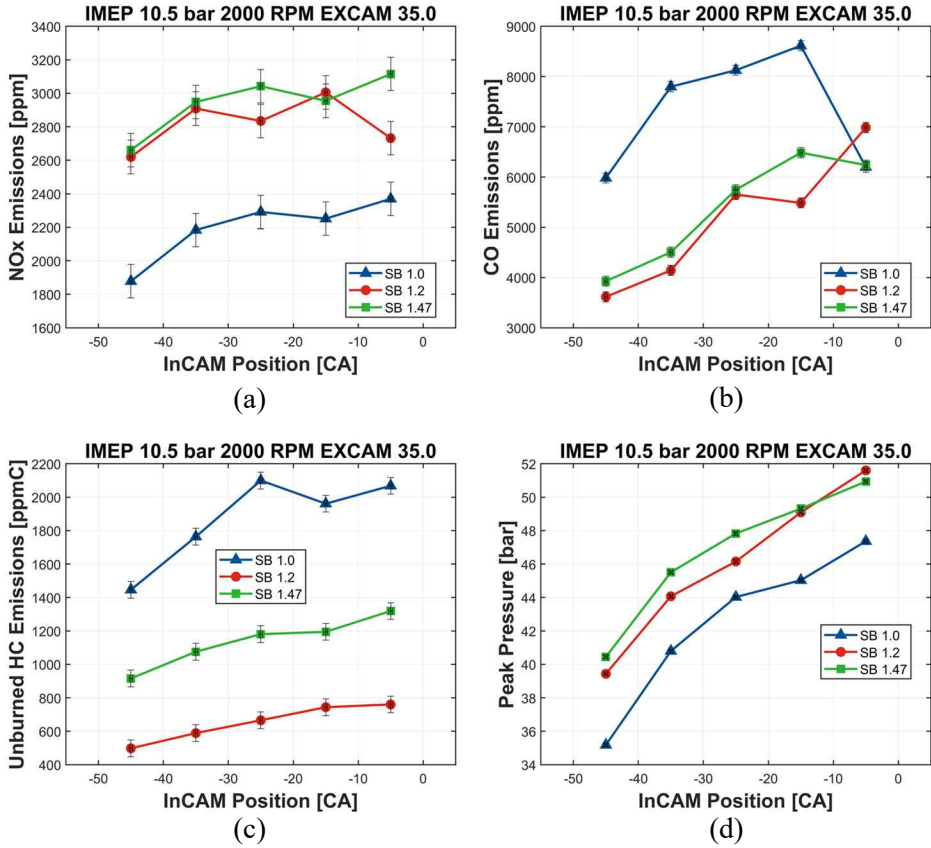 IMEP 10.5 bar 2000 RPM EXCAM 35.0
NOx Emissions [ppm]
3400
3200
3000
2800
2600
2400
2200
2000
1800
1600
SB 1.0
SB 1.2
SB 1.47
-50 -40 -30 -20 -10 0
InCAM Position [CA]
(a)
IMEP 10.5 bar 2000 RPM EXCAM 35.0
CO Emissions [ppm]
9000
8000
7000
6000
5000
4000
3000
SB 1.0
SB 1.2
SB 1.47
-50 -40 -30 -20 -10 0
InCAM Position [CA]
(b)
IMEP 10.5 bar 2000 RPM EXCAM 35.0
Unburned HC Emissions [ppmC]
2200
2000
1800
1600
1400
1200
1000
800
600
400
SB 1.0
SB 1.2
SB 1.47
-50 -40 -30 -20 -10 0
InCAM Position [CA]
(c)
IMEP 10.5 bar 2000 RPM EXCAM 35.0
Peak Pressure [bar]
52
50
48
46
44
42
40
38
36
34
SB 1.0
SB 1.2
SB 1.47
-50 -40 -30 -20 -10 0
InCAM Position [CA]
(d)